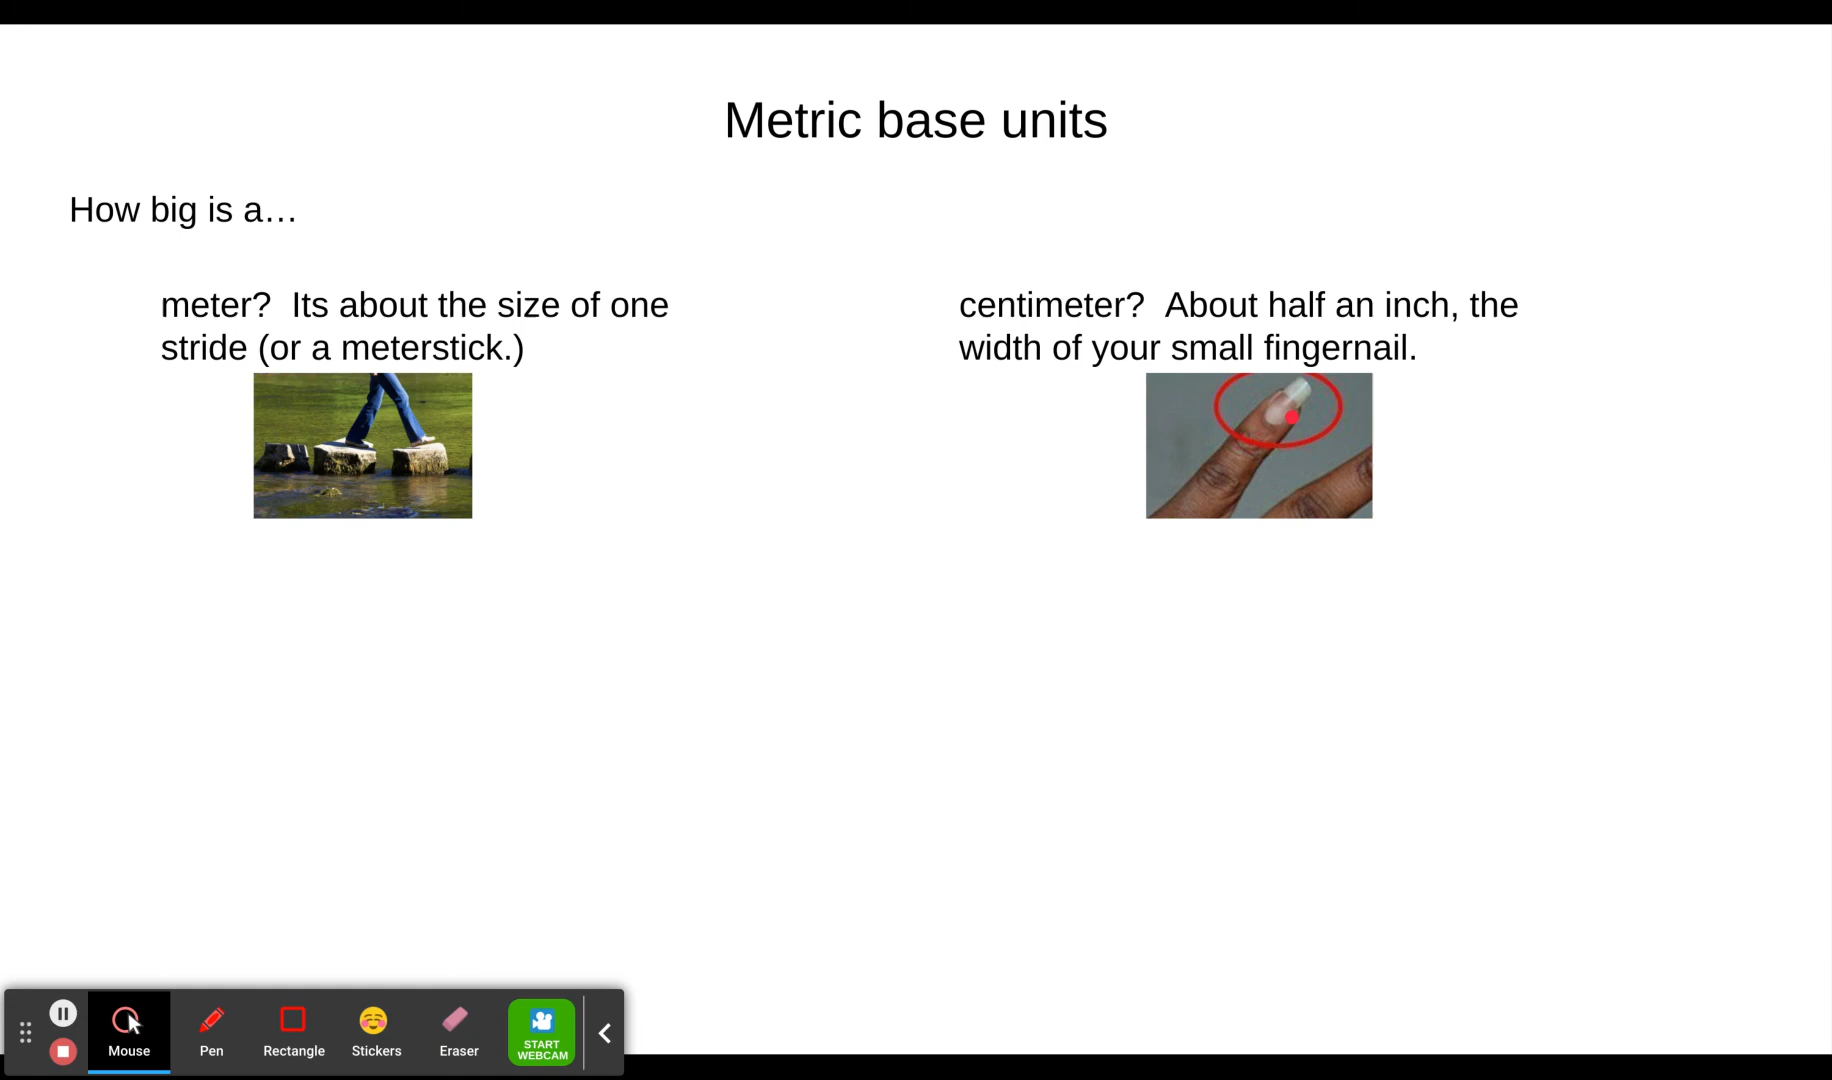 Metric base units
How big is a…
meter?  Its about the size of one
stride (or a meterstick.)
centimeter?  About half an inch, the
width of your small fingernail.
Mouse
Pen
Rectangle
Stickers
Eraser
START
WEBCAM